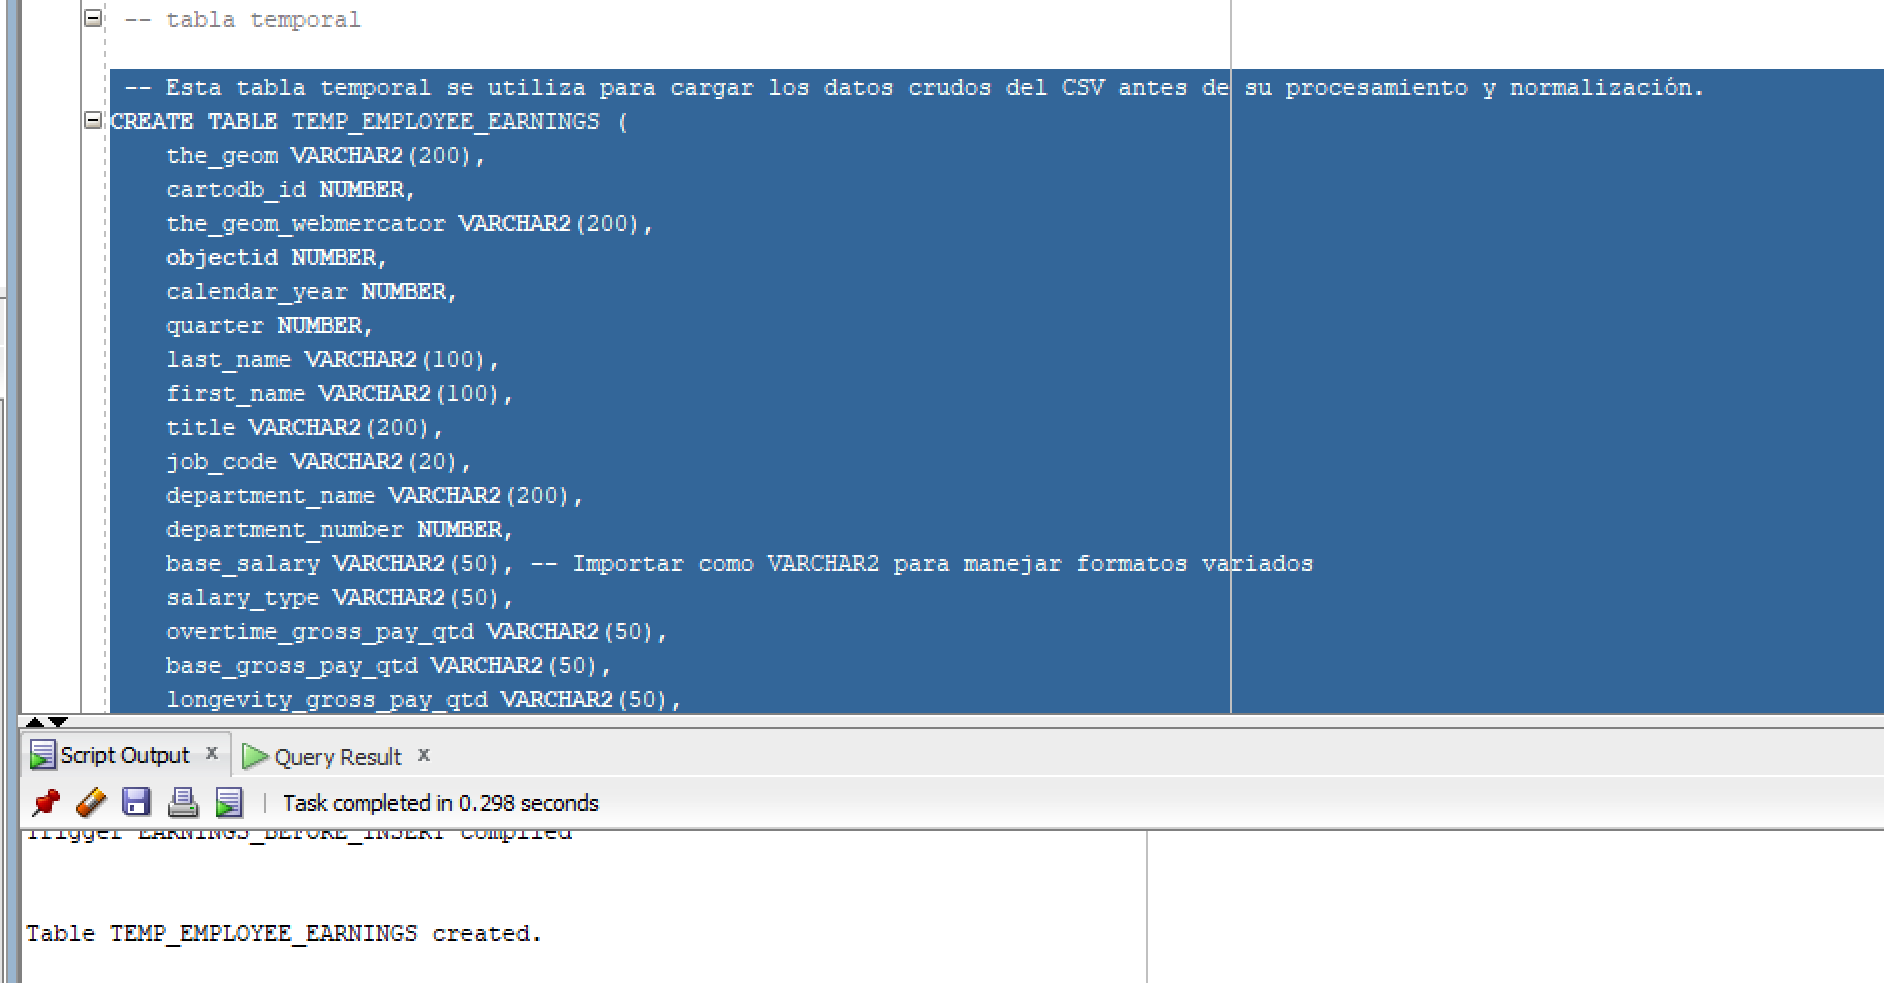 -- tabla temporal
-- Esta tabla temporal se utiliza para cargar los datos crudos del CSV antes de su procesamiento y normalización.
CREATE TABLE TEMP_EMPLOYEE_EARNINGS (
the_geom VARCHAR2(200),
cartodb_id NUMBER,
the_geom_webmercator VARCHAR2(200),
objectid NUMBER,
calendar_year NUMBER,
quarter NUMBER,
last_name VARCHAR2(100),
first_name VARCHAR2(100),
title VARCHAR2(200),
job_code VARCHAR2(20),
department_name VARCHAR2(200),
department_number NUMBER,
base_salary VARCHAR2(50), -- Importar como VARCHAR2 para manejar formatos variados
salary_type VARCHAR2(50),
overtime_gross_pay_qtd VARCHAR2(50),
base_gross_pay_qtd VARCHAR2(50),
longevity_gross_pay_qtd VARCHAR2(50),
Script Output x Query Result x
Task completed in 0.298 seconds
Trigger EARNINGS_BEFORE_INSERT compiled
Table TEMP_EMPLOYEE_EARNINGS created.